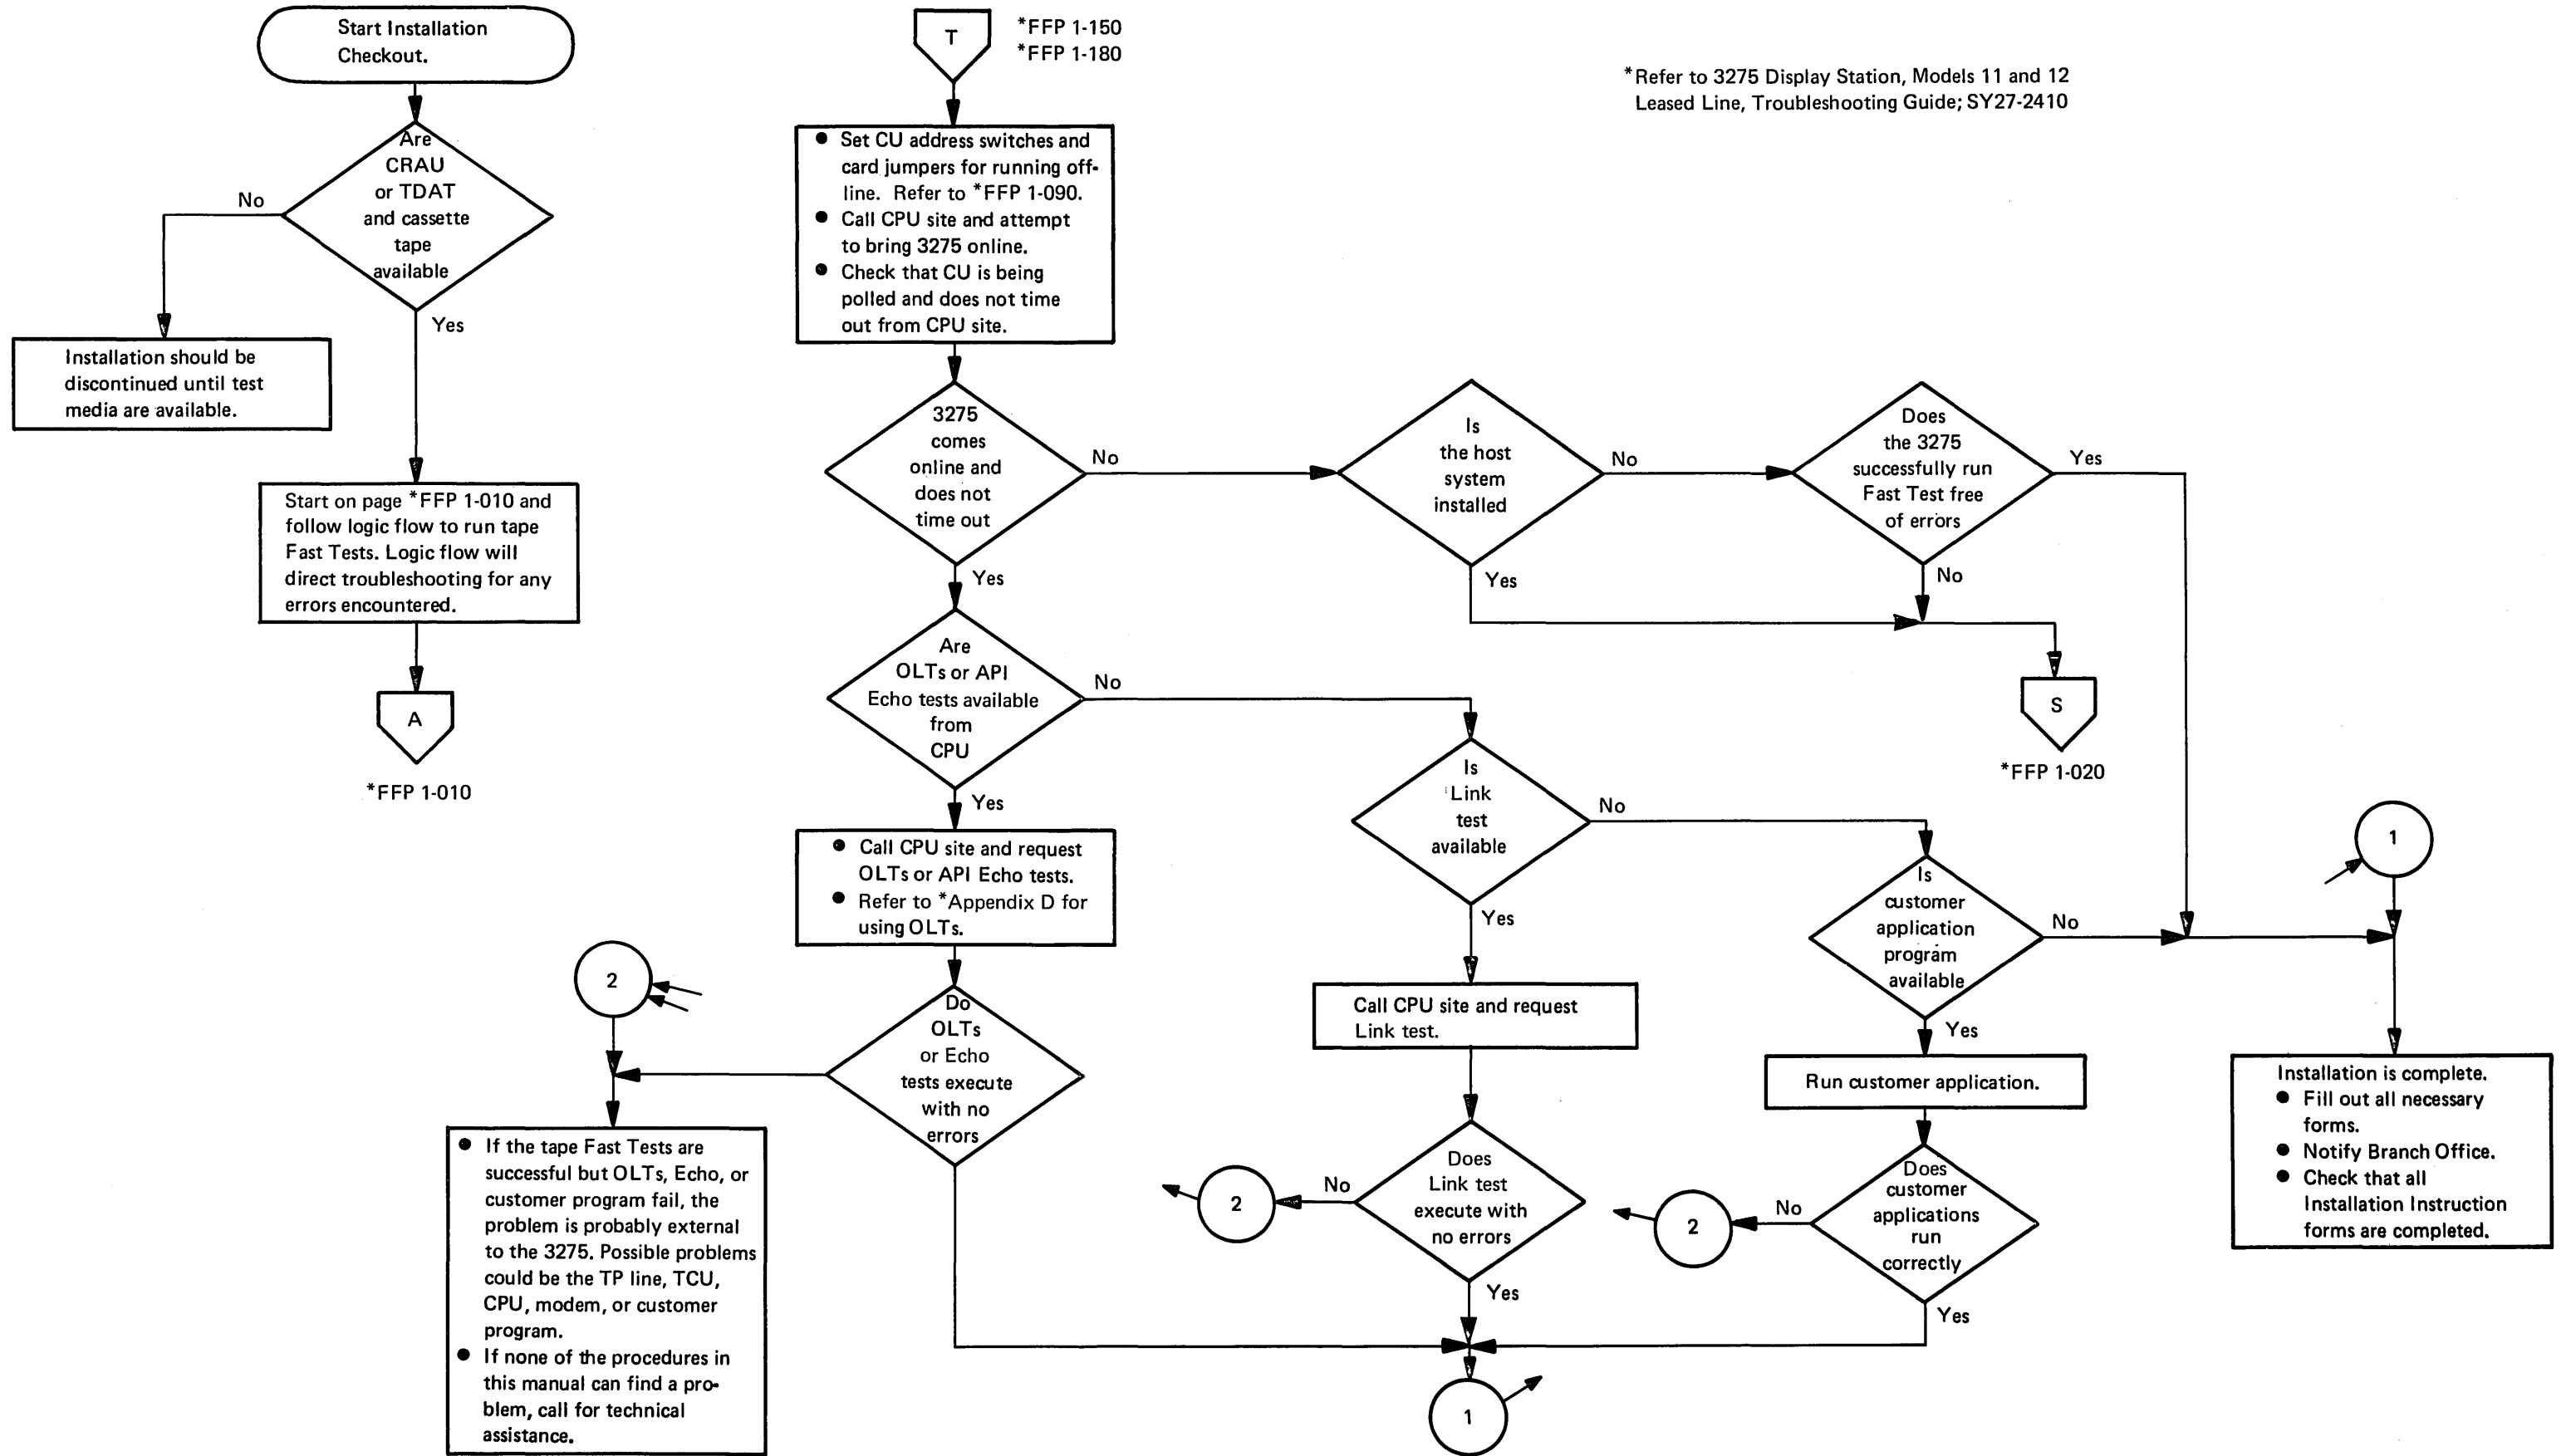 Start Installation
Checkout.
Are
CRAU
or TDAT
and cassette
tape
available
No
Yes
Installation should be
discontinued until test
media are available.
Start on page *FFP 1-010 and
follow logic flow to run tape
Fast Tests. Logic flow will
direct troubleshooting for any
errors encountered.
A
*FFP 1-010
T
*FFP 1-150
*FFP 1-180
*Refer to 3275 Display Station, Models 11 and 12
Leased Line, Troubleshooting Guide; SY27-2410
● Set CU address switches and
card jumpers for running off-
line. Refer to *FFP 1-090.
● Call CPU site and attempt
to bring 3275 online.
● Check that CU is being
polled and does not time
out from CPU site.
3275
comes
online and
does not
time out
No
Yes
Is
the host
system
installed
No
Yes
Does
the 3275
successfully run
Fast Test free
of errors
Yes
No
S
*FFP 1-020
Are
OLTs or API
Echo tests available
from
CPU
No
Yes
Is
Link
test
available
No
Yes
Is
customer
application
program
available
No
Yes
1
● Call CPU site and request
OLTs or API Echo tests.
● Refer to *Appendix D for
using OLTs.
2
Do
OLTs
or Echo
tests execute
with no
errors
Call CPU site and request
Link test.
Run customer application.
Installation is complete.
● Fill out all necessary
forms.
● Notify Branch Office.
● Check that all
Installation Instruction
forms are completed.
● If the tape Fast Tests are
successful but OLTs, Echo, or
customer program fail, the
problem is probably external
to the 3275. Possible problems
could be the TP line, TCU,
CPU, modem, or customer
program.
● If none of the procedures in
this manual can find a pro-
blem, call for technical
assistance.
Does
Link test
execute with
no errors
No
2
Yes
Does
customer
applications
run
correctly
No
2
Yes
1